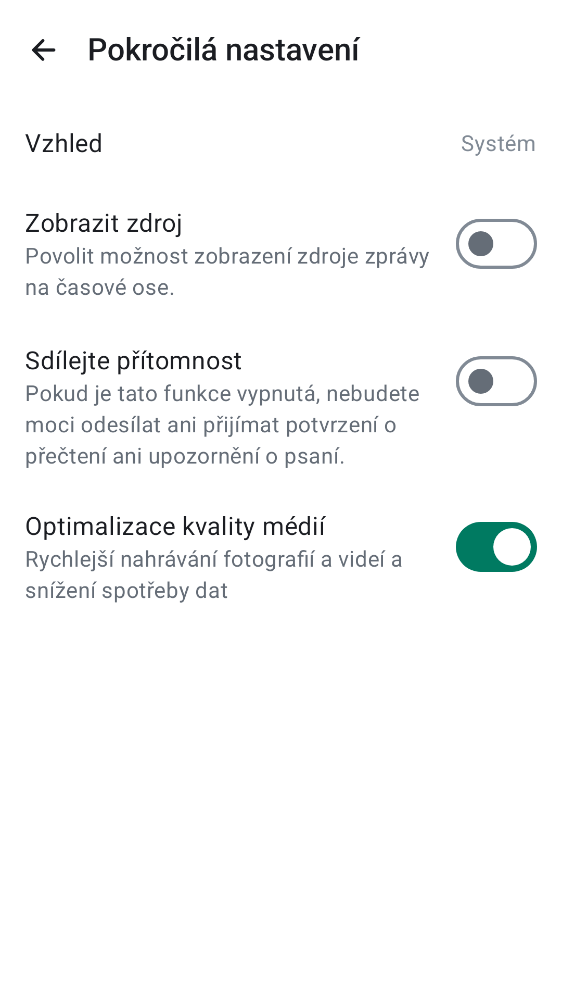 Pokročilá nastavení
Vzhled
Systém
Zobrazit zdroj
Povolit možnost zobrazení zdroje zprávy
na časové ose.
Sdílejte přítomnost
Pokud je tato funkce vypnutá, nebudete
moci odesílat ani přijímat potvrzení o
přečtení ani upozornění o psaní.
Optimalizace kvality médií
Rychlejší nahrávání fotografií a videí a
snížení spotřeby dat